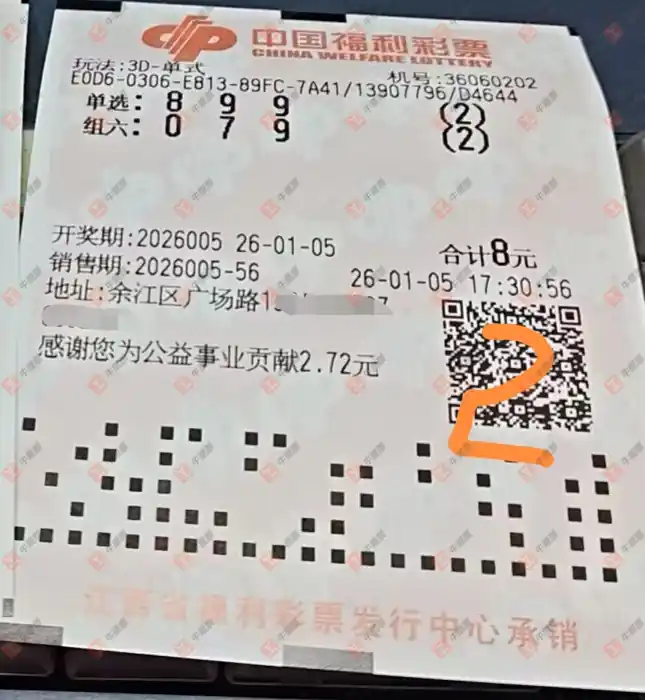 中国福利彩票
CHINA WELFARE LOTTERY
玩法:3D-单式 机号:36060202
E0D6-0306-E813-89FC-7A41/13907796/D4644
单选: 8 9 9 (2)
组六: 0 7 9 (2)
开奖期:2026005 26-01-05 合计8元
销售期:2026005-56 26-01-05 17:30:56
地址:余江区广场路1
感谢您为公益事业贡献2.72元
2
江西省福利彩票发行中心承销